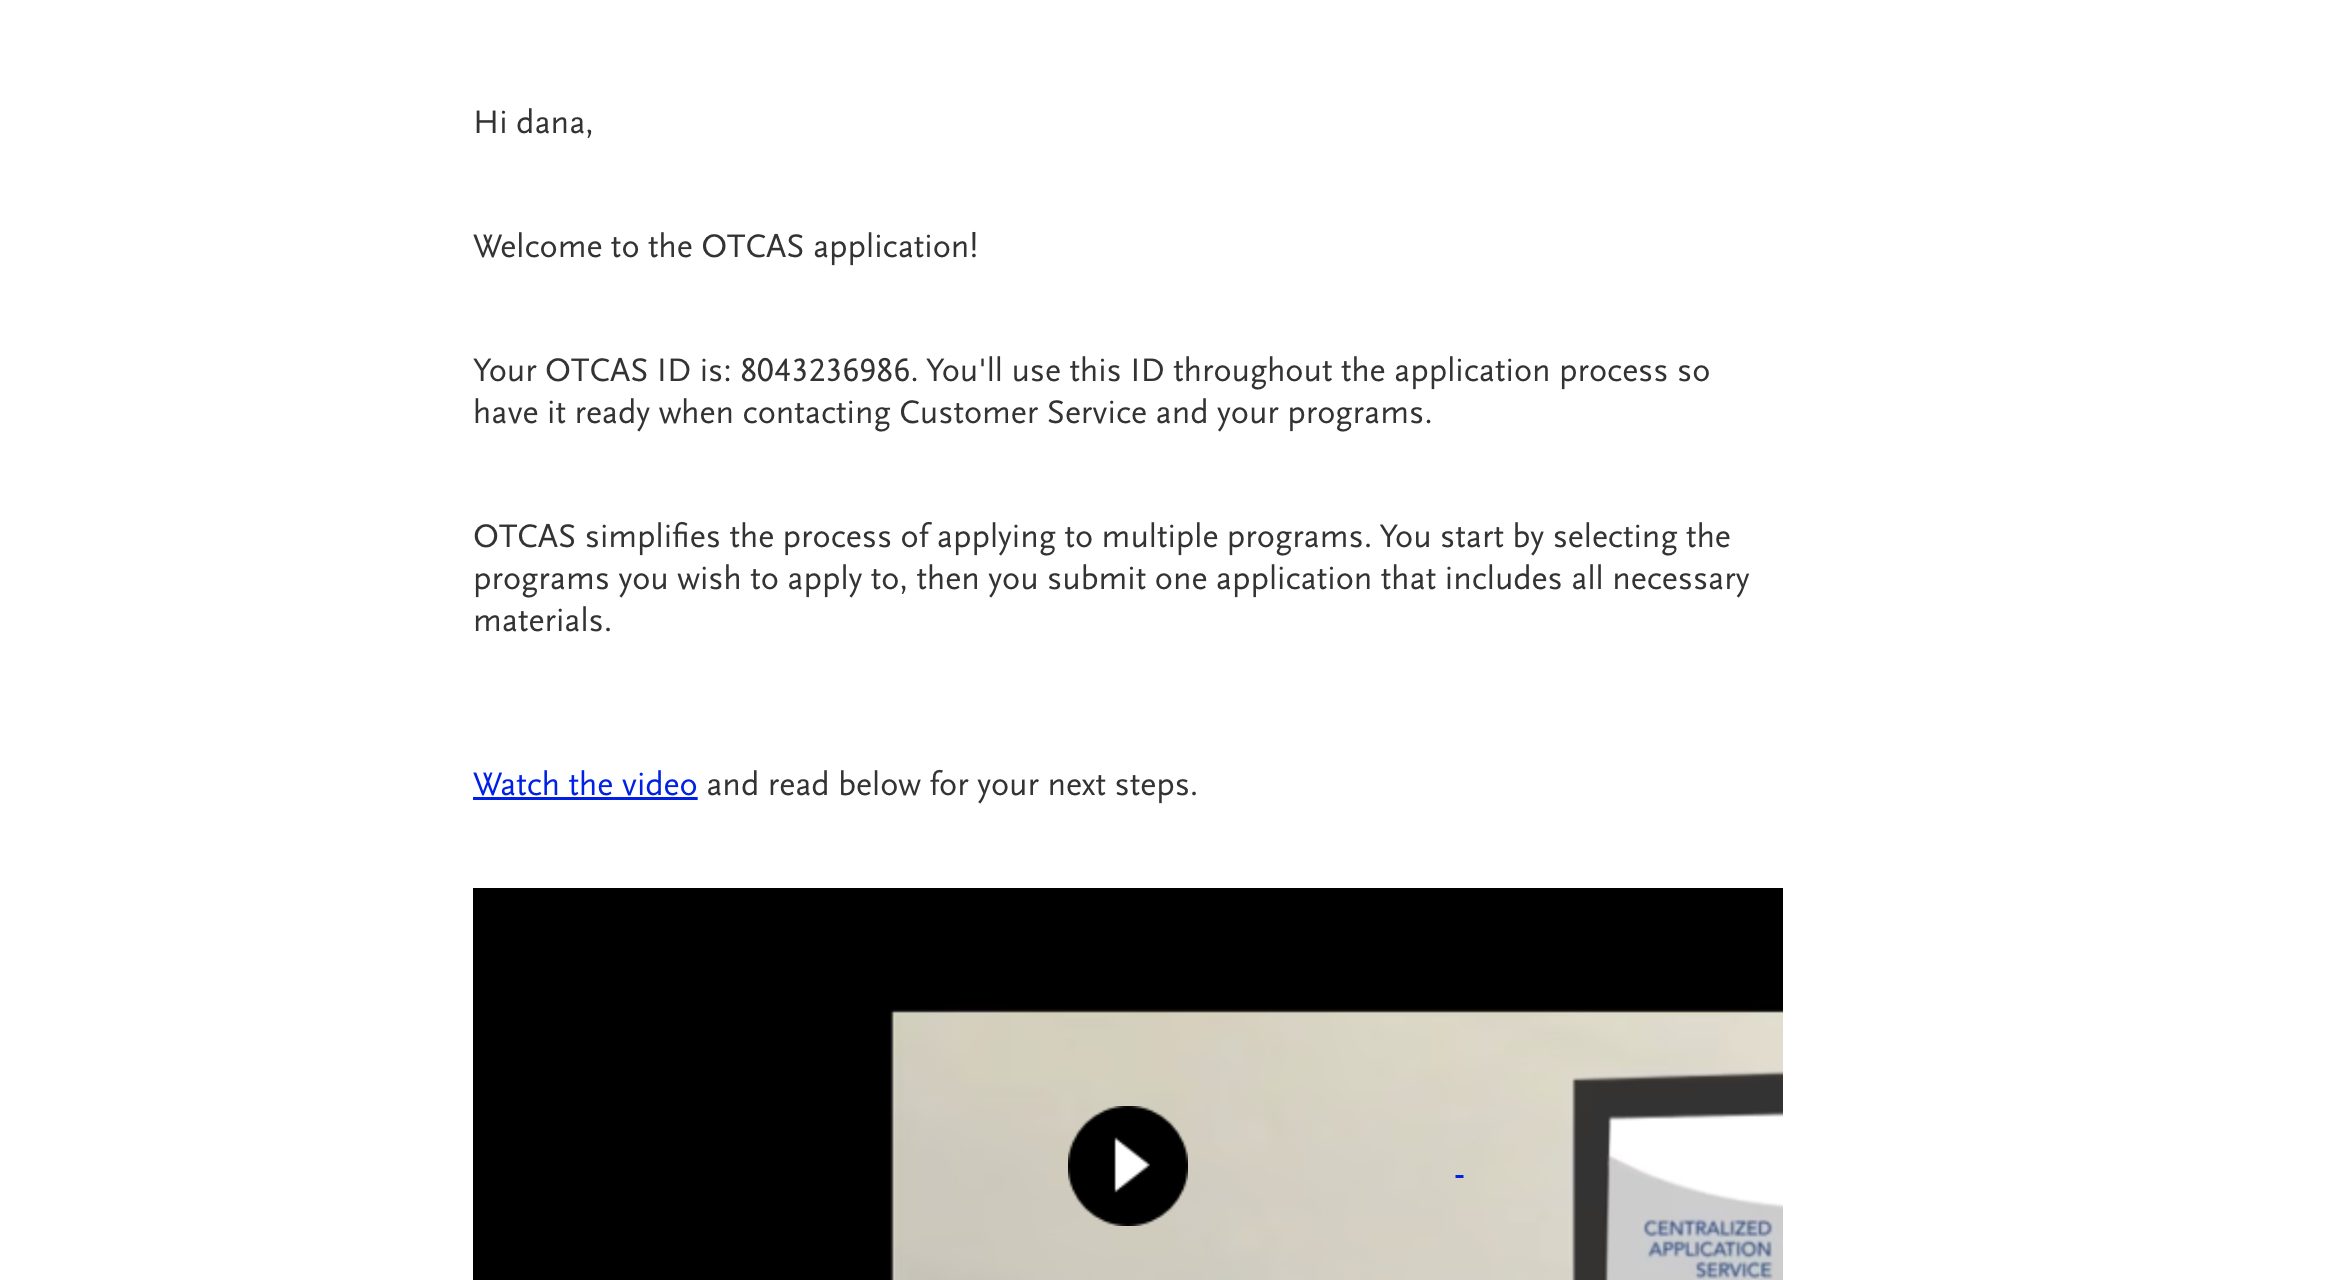 Hi dana,
Welcome to the OTCAS application!
Your OTCAS ID is: 8043236986. You'll use this ID throughout the application process so
have it ready when contacting Customer Service and your programs.
OTCAS simplifies the process of applying to multiple programs. You start by selecting the
programs you wish to apply to, then you submit one application that includes all necessary
materials.
Watch the video and read below for your next steps.
CENTRALIZED
APPLICATION
SERVICE